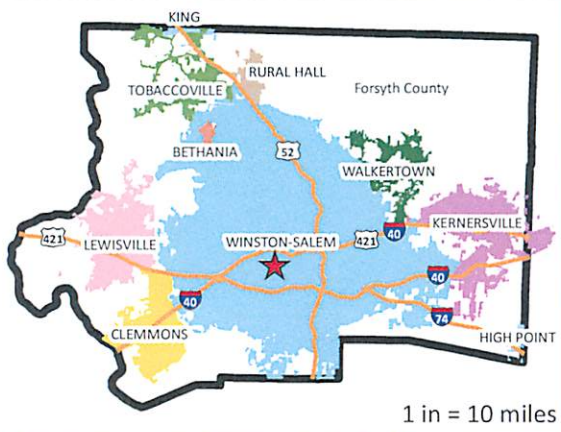 KING
RURAL HALL
TOBACCOVILLE
Forsyth County
BETHANIA
52
WALKERTOWN
KERNERSVILLE
40
421
421
LEWISVILLE
WINSTON-SALEM
40
40
74
CLEMMONS
HIGH POINT
1 in = 10 miles